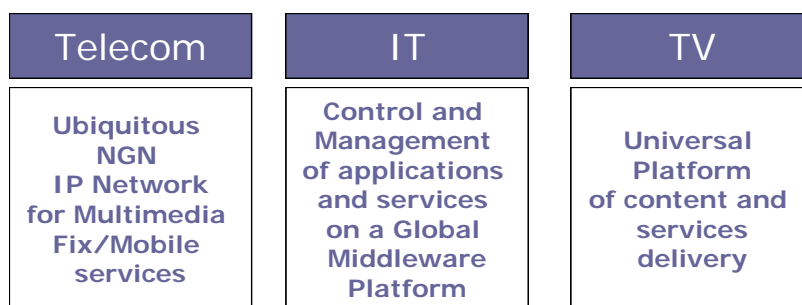 Telecom
Ubiquitous
NGN
IP Network
for Multimedia
Fix/Mobile
services
IT
Control and
Management
of applications
and services
on a Global
Middleware
Platform
TV
Universal
Platform
of content and
services
delivery